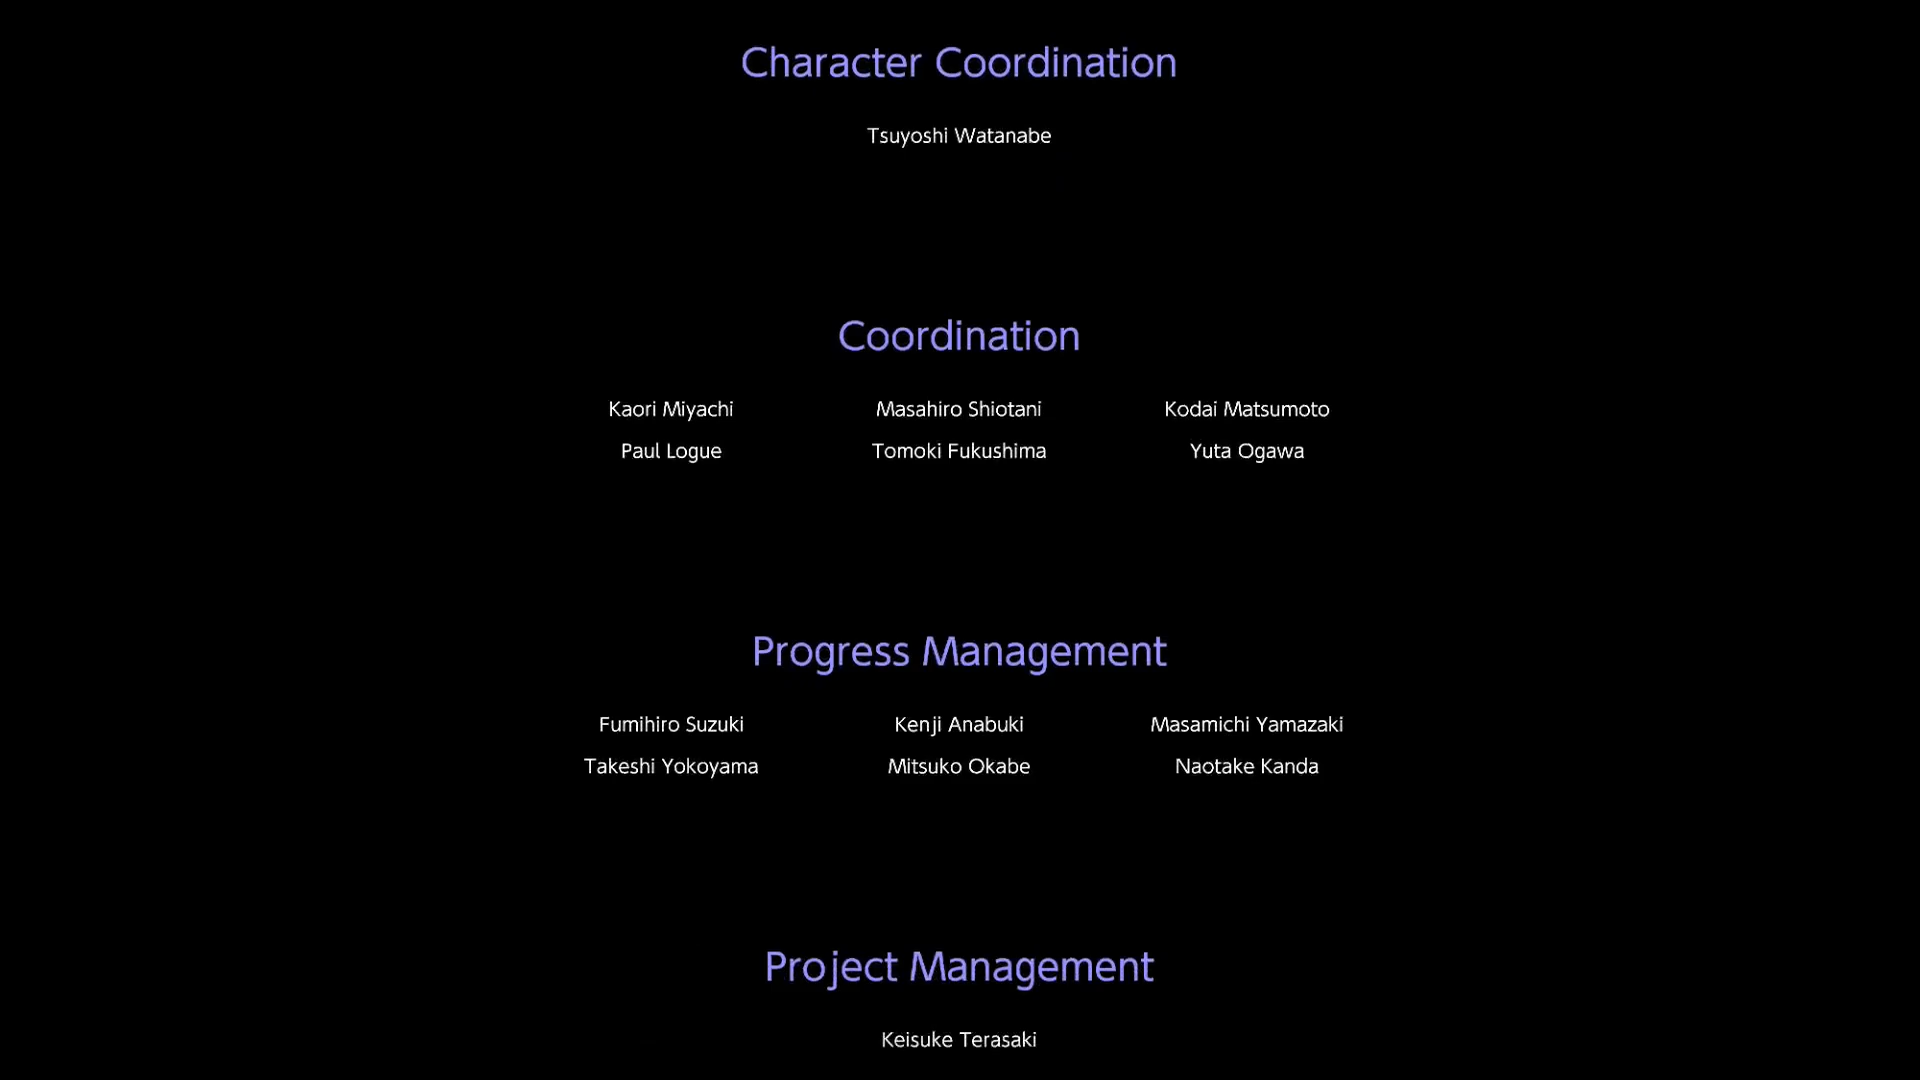 Character Coordination
Tsuyoshi Watanabe
Coordination
Kaori Miyachi Masahiro Shiotani Kodai Matsumoto
Paul Logue Tomoki Fukushima Yuta Ogawa
Progress Management
Fumihiro Suzuki Kenji Anabuki Masamichi Yamazaki
Takeshi Yokoyama Mitsuko Okabe Naotake Kanda
Project Management
Keisuke Terasaki